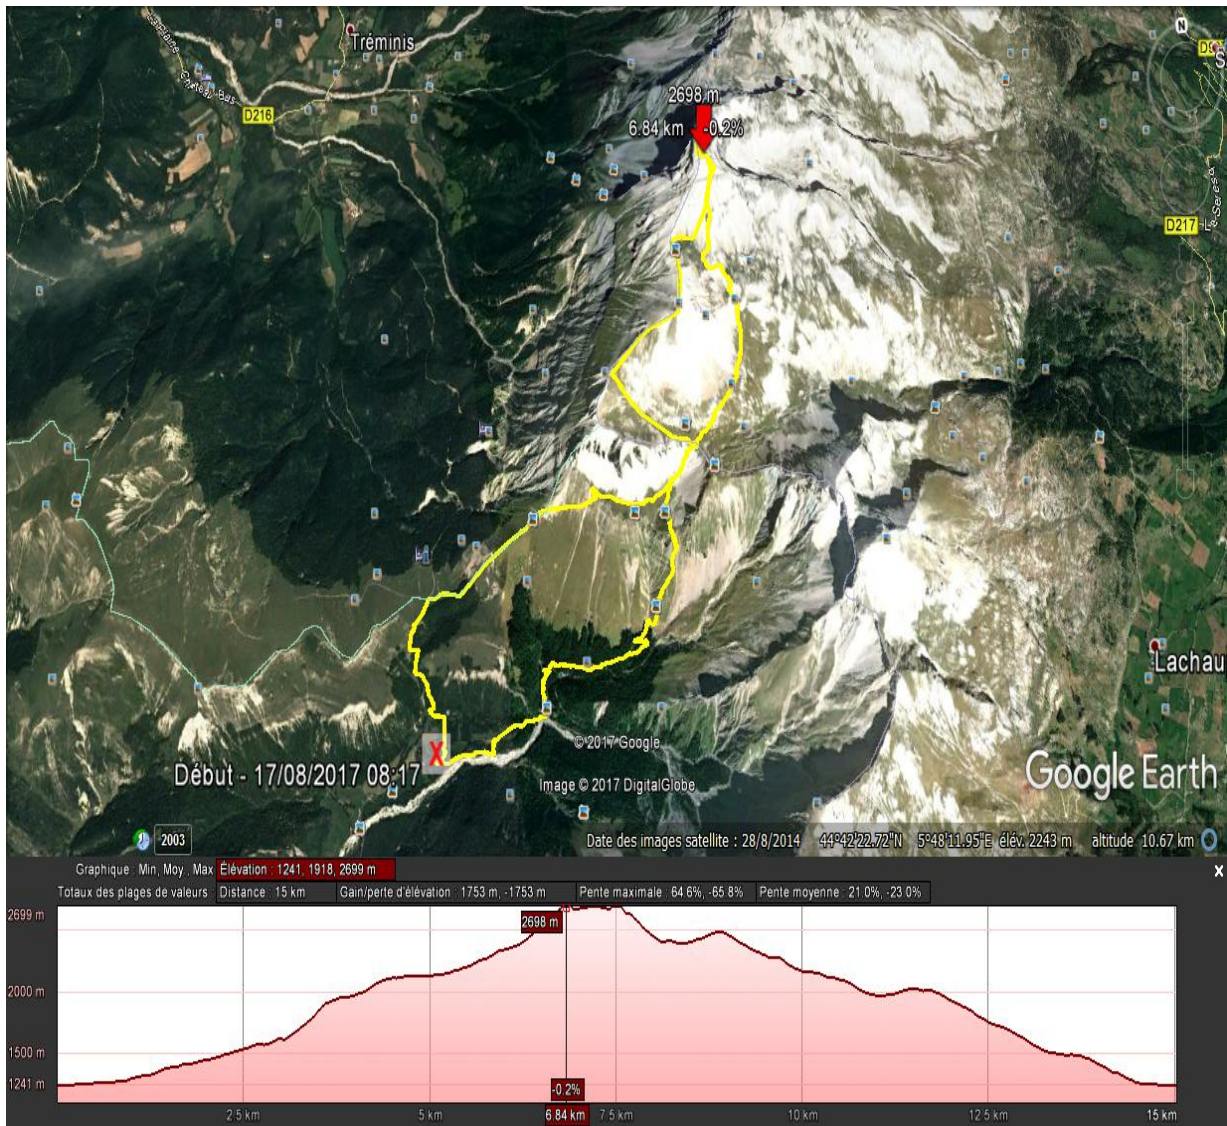 La Plaine
Château-Bas
Tréminis
D216
N
2698 m
6.84 km -0.2%
D217
Lachau
© 2017 Google
Début - 17/08/2017 08:17
Image © 2017 DigitalGlobe
Google Earth
2003
Date des images satellite : 28/8/2014 44°42'22.72"N 5°48'11.95"E élév. 2243 m altitude 10.67 km
Graphique : Min, Moy., Max Élévation : 1241, 1918, 2699 m
x
Totaux des plages de valeurs : Distance : 15 km Gain/perte d'élévation : 1753 m, -1753 m Pente maximale : 64.6%, -65.8% Pente moyenne : 21.0%, -23.0%
2699 m
2698 m
2000 m
1500 m
1241 m
-0.2%
2.5 km 5 km 6.84 km 7.5 km 10 km 12.5 km 15 km